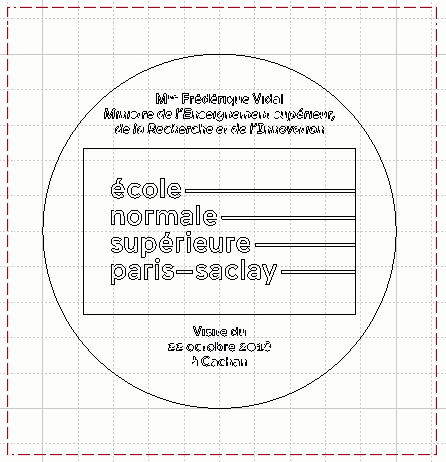 Mme Frédérique Vidal
Ministre de l'Enseignement supérieur,
de la Recherche et de l'Innovation
école
normale
supérieure
paris–saclay
Visite du
22 octobre 2018
à Cachan